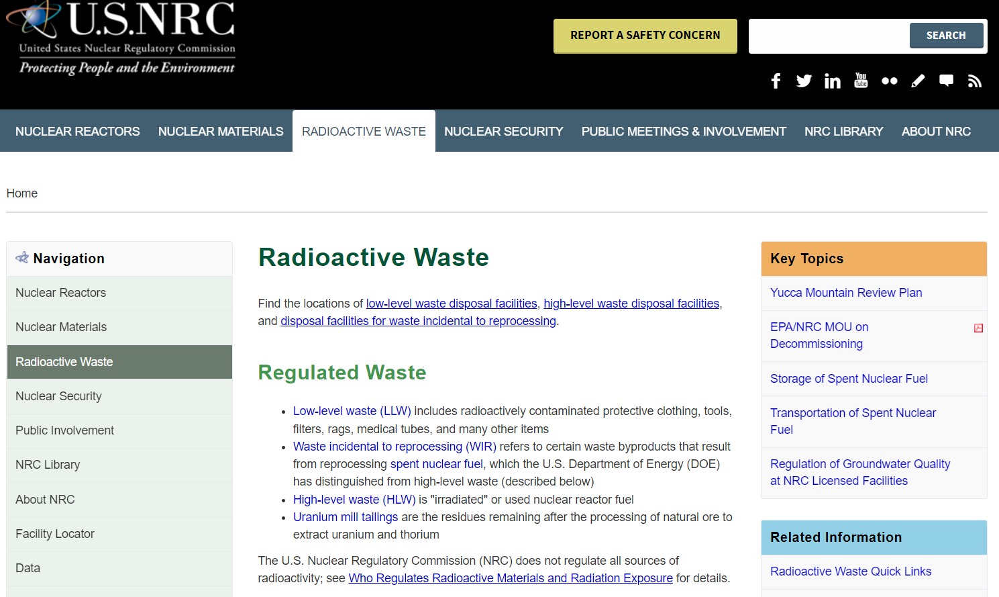 U.S.NRC
United States Nuclear Regulatory Commission
Protecting People and the Environment
REPORT A SAFETY CONCERN
SEARCH
You
Tube
NUCLEAR REACTORS
NUCLEAR MATERIALS
RADIOACTIVE WASTE
NUCLEAR SECURITY
PUBLIC MEETINGS & INVOLVEMENT
NRC LIBRARY
ABOUT NRC
Home
Navigation
Nuclear Reactors
Nuclear Materials
Radioactive Waste
Nuclear Security
Public Involvement
NRC Library
About NRC
Facility Locator
Data
Radioactive Waste
Find the locations of low-level waste disposal facilities, high-level waste disposal facilities,
and disposal facilities for waste incidental to reprocessing.
Regulated Waste
• Low-level waste (LLW) includes radioactively contaminated protective clothing, tools,
filters, rags, medical tubes, and many other items
• Waste incidental to reprocessing (WIR) refers to certain waste byproducts that result
from reprocessing spent nuclear fuel, which the U.S. Department of Energy (DOE)
has distinguished from high-level waste (described below)
• High-level waste (HLW) is "irradiated" or used nuclear reactor fuel
• Uranium mill tailings are the residues remaining after the processing of natural ore to
extract uranium and thorium
The U.S. Nuclear Regulatory Commission (NRC) does not regulate all sources of
radioactivity; see Who Regulates Radioactive Materials and Radiation Exposure for details.
Key Topics
Yucca Mountain Review Plan
EPA/NRC MOU on
Decommissioning
Storage of Spent Nuclear Fuel
Transportation of Spent Nuclear
Fuel
Regulation of Groundwater Quality
at NRC Licensed Facilities
Related Information
Radioactive Waste Quick Links